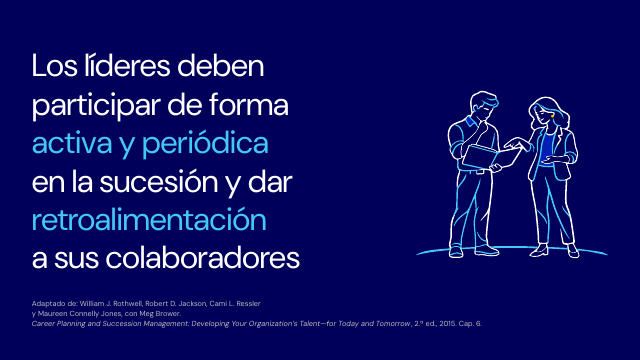 Los líderes deben
participar de forma
activa y periódica
en la sucesión y dar
retroalimentación
a sus colaboradores
Adaptado de: William J. Rothwell, Robert D. Jackson, Cami L. Ressler
y Maureen Connelly Jones, con Meg Brower.
Career Planning and Succession Management: Developing Your Organization's Talent—for Today and Tomorrow, 2.ª ed., 2015. Cap. 6.